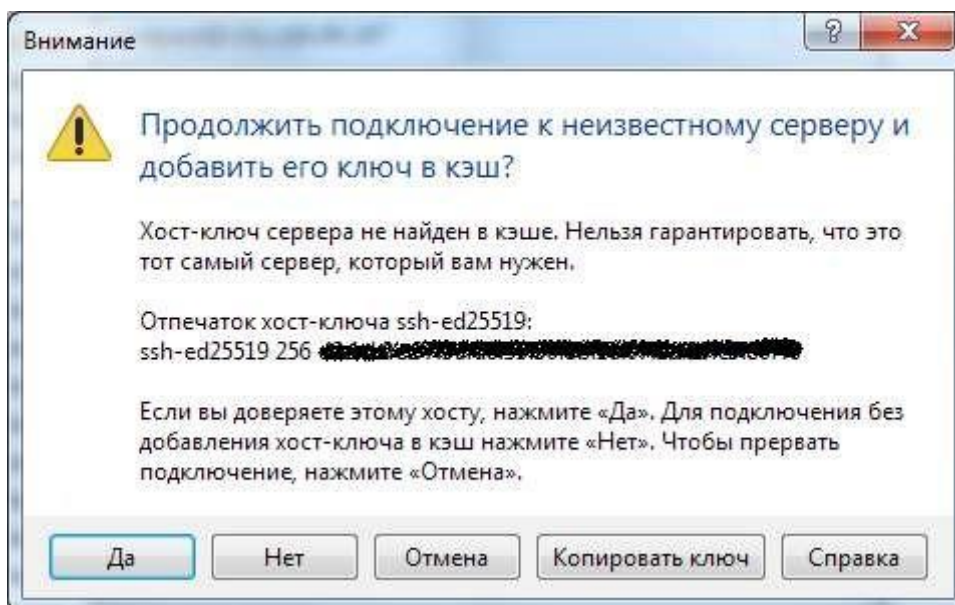 Внимание
Продолжить подключение к неизвестному серверу и
добавить его ключ в кэш?
Хост-ключ сервера не найден в кэше. Нельзя гарантировать, что это
тот самый сервер, который вам нужен.
Отпечаток хост-ключа ssh-ed25519:
ssh-ed25519 256
Если вы доверяете этому хосту, нажмите «Да». Для подключения без
добавления хост-ключа в кэш нажмите «Нет». Чтобы прервать
подключение, нажмите «Отмена».
Да Нет Отмена Копировать ключ Справка